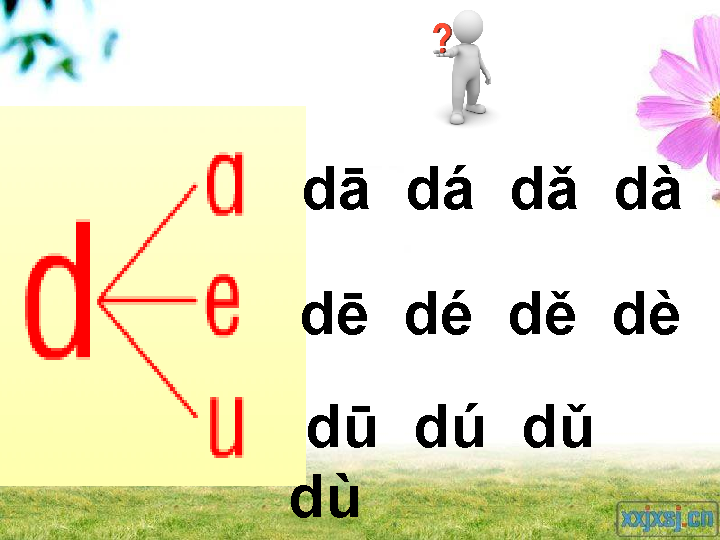 ?
d
ɑ dā dá dǎ dà
e dē dé dě dè
u dū dú dǔ
dù
xxjxsj.cn